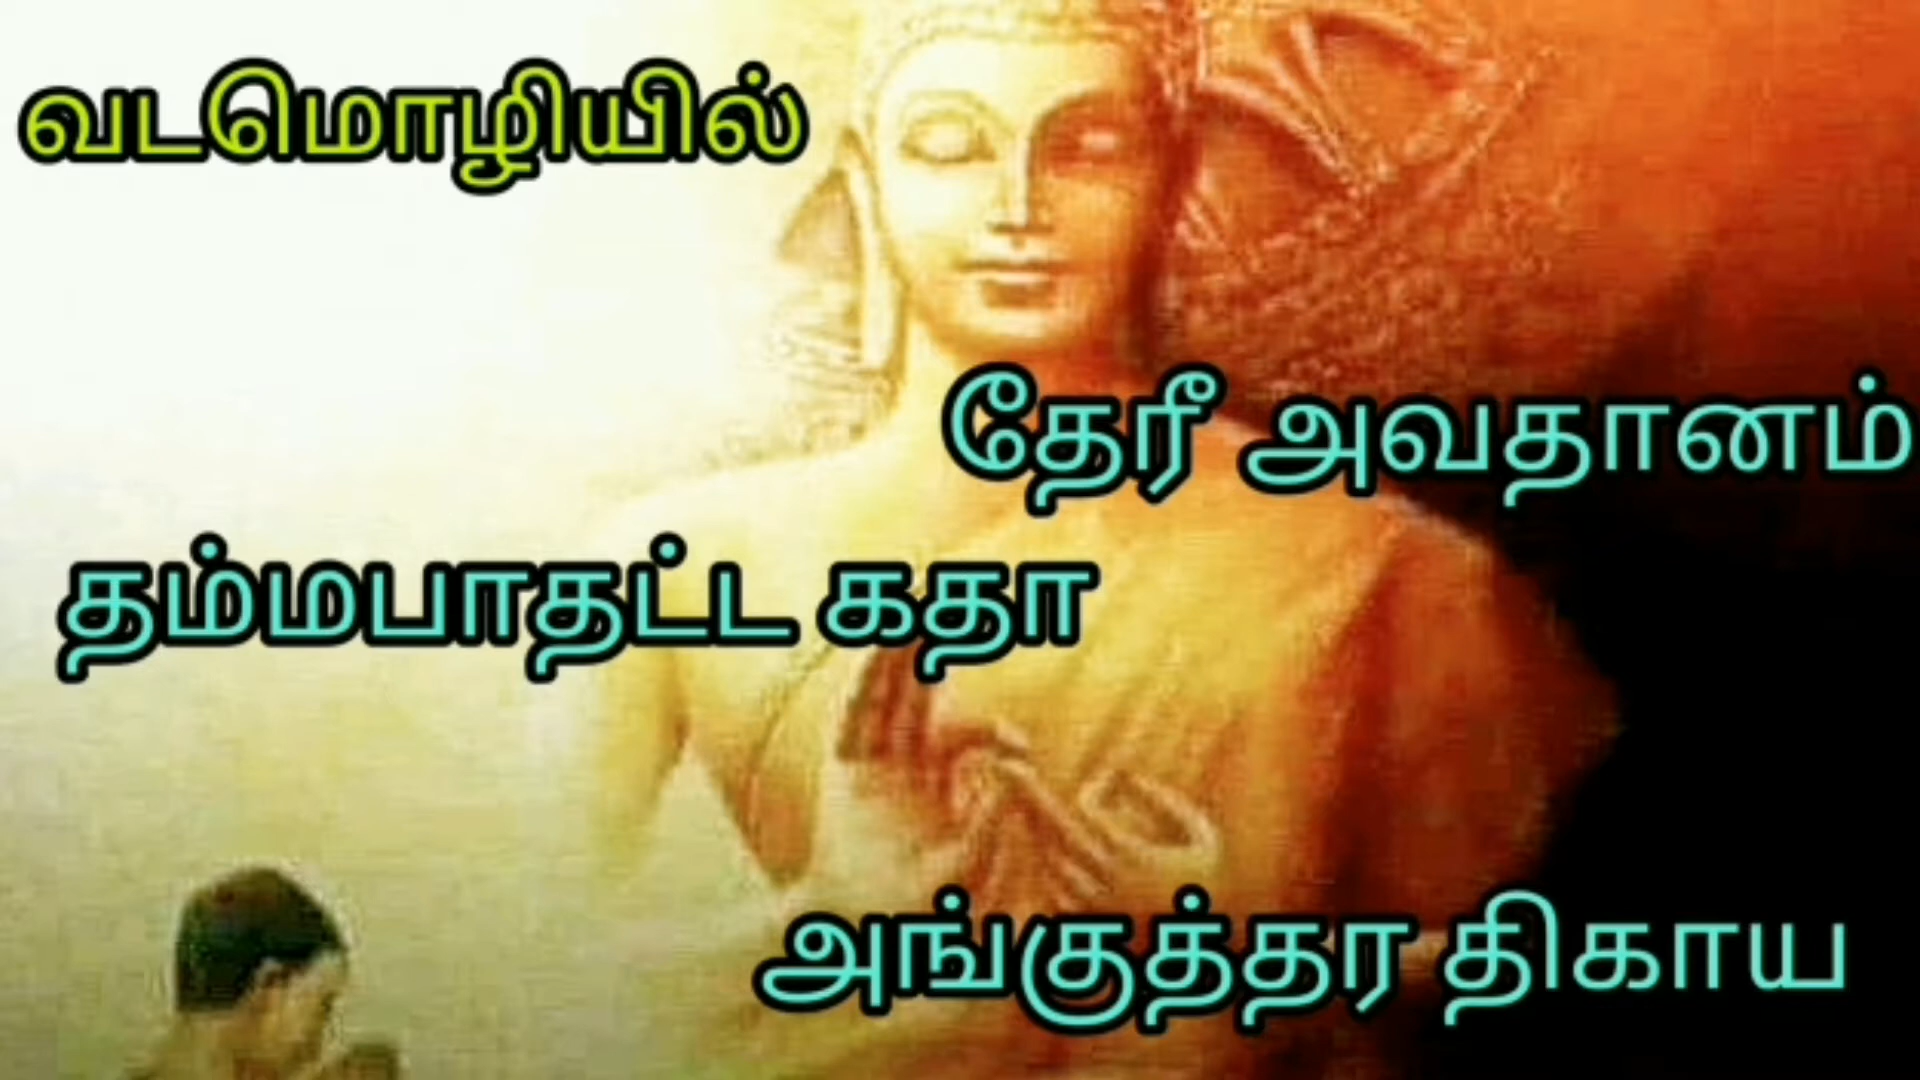 வடமொழியில்
தேரீ அவதானம்
தம்மபாதட்ட கதா
அங்குத்தர திகாய